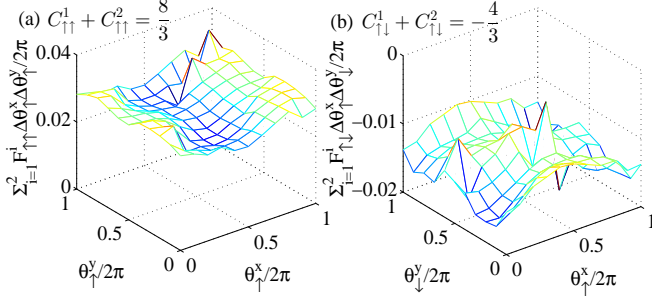 (a) C¹↑↑ + C²↑↑ = 8/3
Σ²ᵢ₌₁ Fⁱ↑↑ Δθˣ↑ Δθʸ↑ /2π
0.04
0.02
0
1
0.5
0
0
0.5
1
θʸ↑/2π
θˣ↑/2π
(b) C¹↑↓ + C²↑↓ = −4/3
Σ²ᵢ₌₁ Fⁱ↑↓ Δθˣ↑ Δθʸ↓ /2π
0
−0.01
−0.02
1
0.5
0
0
0.5
1
θʸ↓/2π
θˣ↑/2π